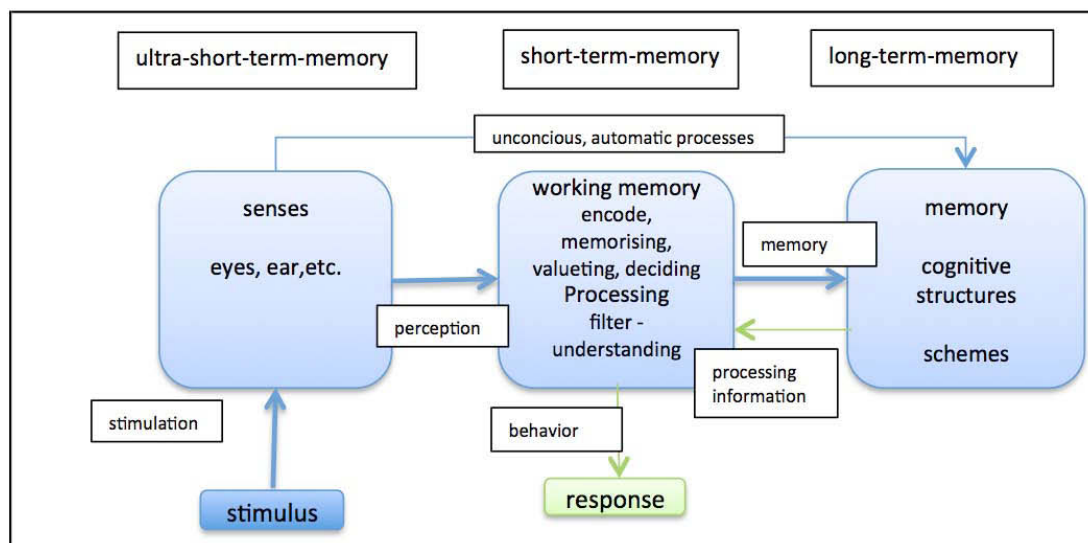 ultra-short-term-memory
short-term-memory
long-term-memory
unconcious, automatic processes
senses
eyes, ear,etc.
perception
working memory
encode,
memorising,
valueting, deciding
Processing
filter -
understanding
memory
memory
cognitive
structures
schemes
processing
information
stimulation
behavior
stimulus
response